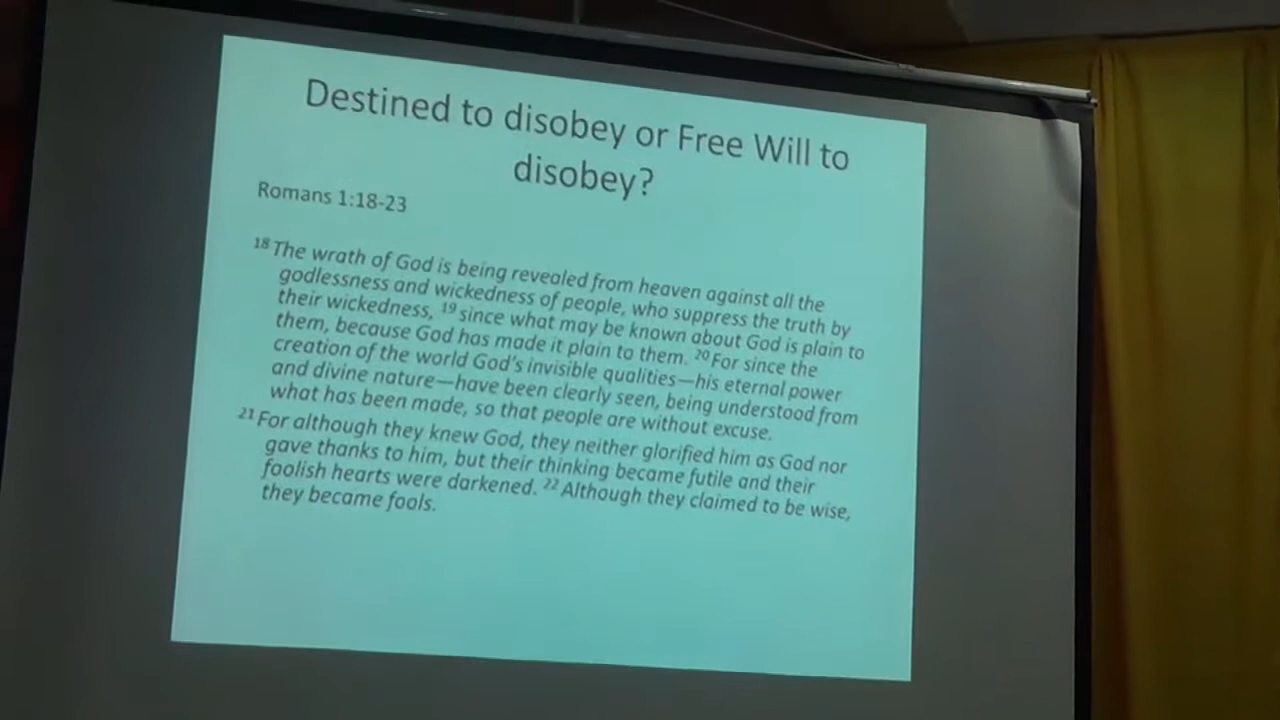 Destined to disobey or Free Will to
disobey?
Romans 1:18-23
18 The wrath of God is being revealed from heaven against all the
godlessness and wickedness of people, who suppress the truth by
their wickedness, 19 since what may be known about God is plain to
them, because God has made it plain to them. 20 For since the
creation of the world God's invisible qualities—his eternal power
and divine nature—have been clearly seen, being understood from
what has been made, so that people are without excuse.
21 For although they knew God, they neither glorified him as God nor
gave thanks to him, but their thinking became futile and their
foolish hearts were darkened. 22 Although they claimed to be wise,
they became fools.